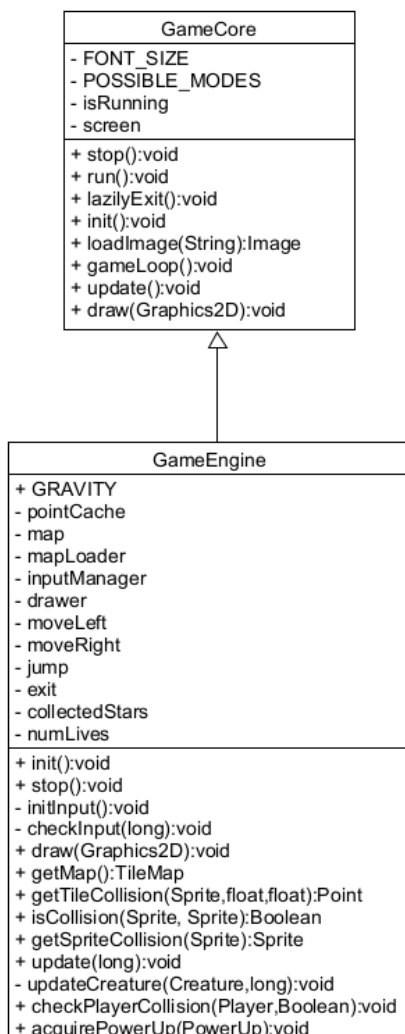 GameCore
- FONT_SIZE
- POSSIBLE_MODES
- isRunning
- screen
+ stop():void
+ run():void
+ lazilyExit():void
+ init():void
+ loadImage(String):Image
+ gameLoop():void
+ update():void
+ draw(Graphics2D):void
GameEngine
+ GRAVITY
- pointCache
- map
- mapLoader
- inputManager
- drawer
- moveLeft
- moveRight
- jump
- exit
- collectedStars
- numLives
+ init():void
+ stop():void
- initInput():void
- checkInput(long):void
+ draw(Graphics2D):void
+ getMap():TileMap
+ getTileCollision(Sprite,float,float):Point
+ isCollision(Sprite, Sprite):Boolean
+ getSpriteCollision(Sprite):Sprite
+ update(long):void
- updateCreature(Creature,long):void
+ checkPlayerCollision(Player,Boolean):void
+ acquirePowerUp(PowerUp):void